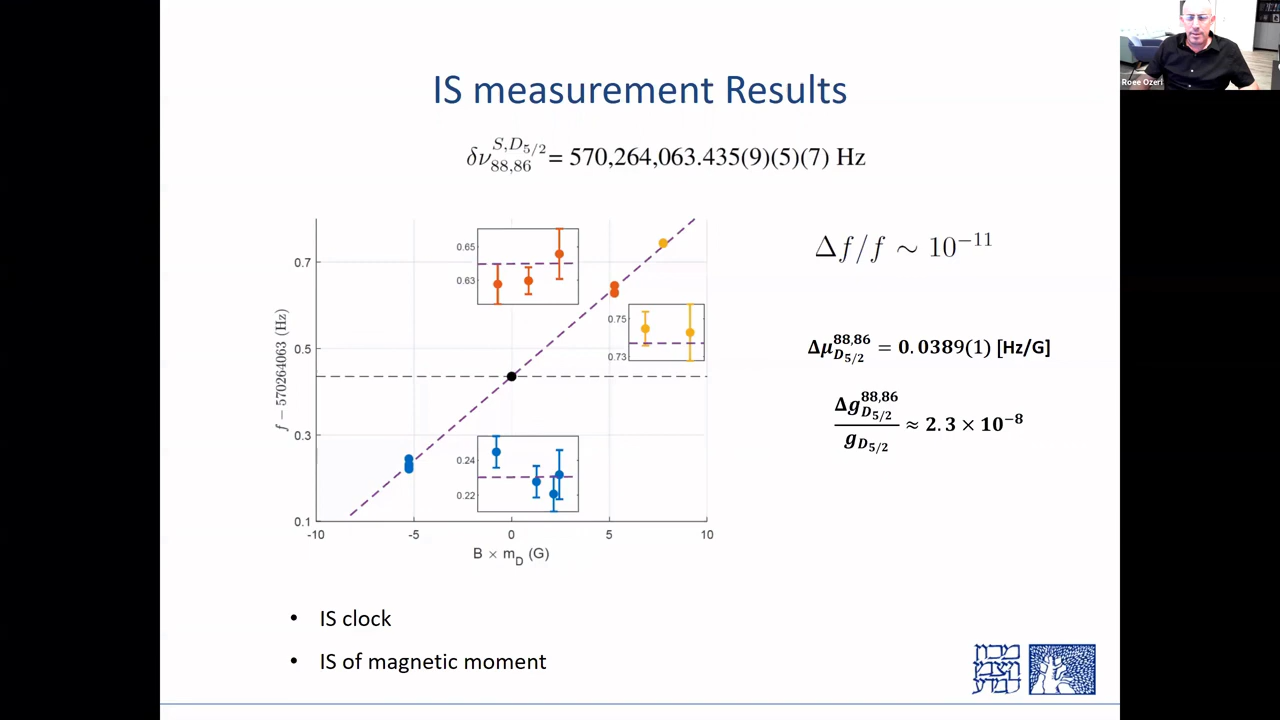 Roee Ozeri
IS measurement Results
δν^{S,D_{5/2}}_{88,86} = 570,264,063.435(9)(5)(7) Hz
Δf/f ∼ 10^{−11}
Δμ^{88,86}_{D_{5/2}} = 0.0389(1) [Hz/G]
Δg^{88,86}_{D_{5/2}} / g_{D_{5/2}} ≈ 2.3 × 10^{−8}
f − 570264063 (Hz)
0.7
0.5
0.3
0.1
0.65
0.63
0.75
0.73
0.24
0.22
-10
-5
0
5
10
B × m_D (G)
• IS clock
• IS of magnetic moment
מכון
ויצמן
למדע